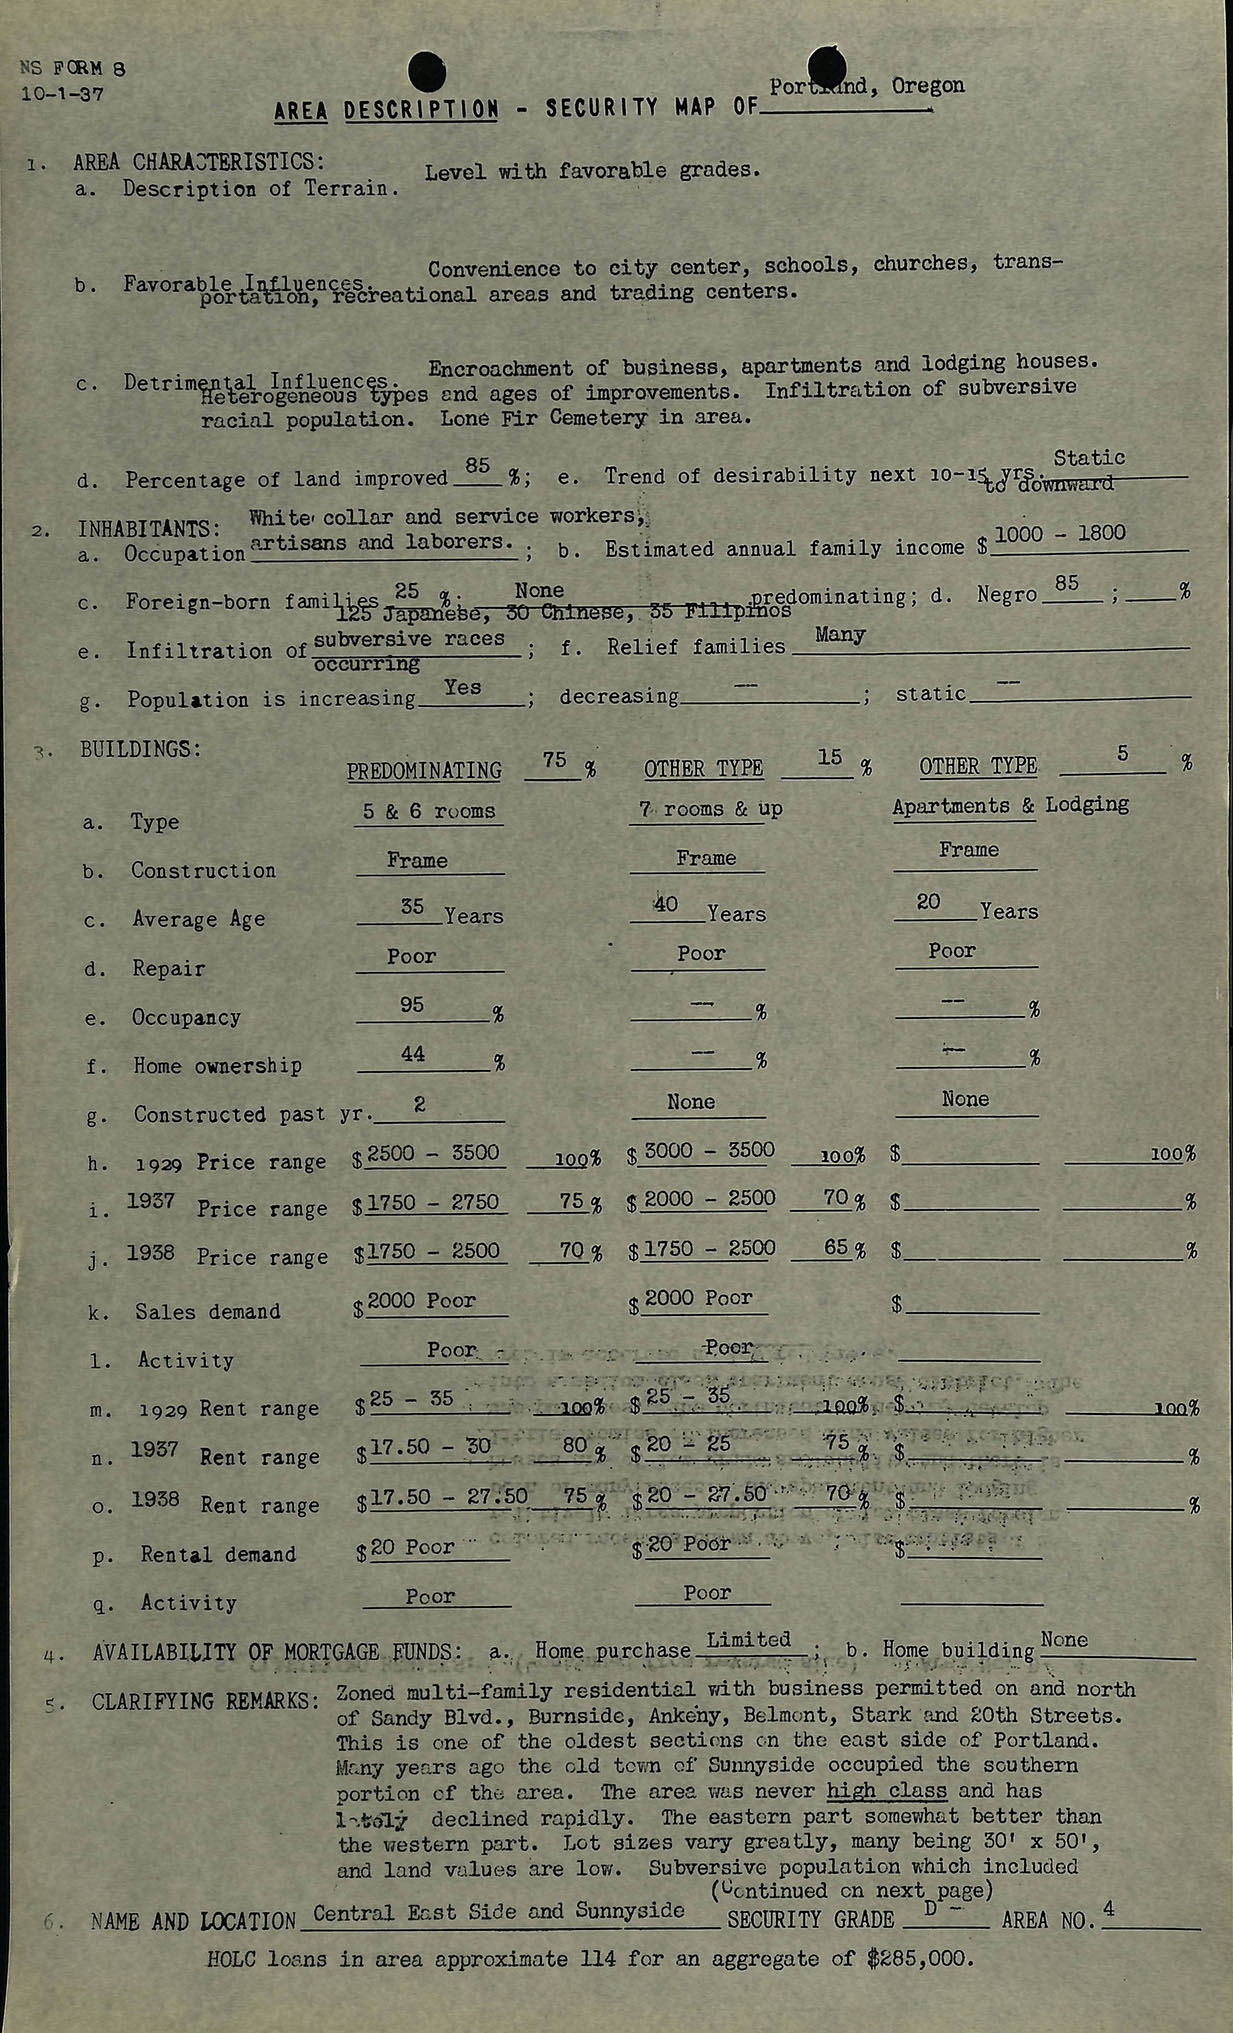 NS FORM 8
10-1-37
Portland, Oregon
AREA DESCRIPTION - SECURITY MAP OF
1. AREA CHARACTERISTICS:
a. Description of Terrain. Level with favorable grades.
b. Favorable Influences. Convenience to city center, schools, churches, trans-
portation, recreational areas and trading centers.
c. Detrimental Influences. Encroachment of business, apartments and lodging houses.
Heterogeneous types and ages of improvements. Infiltration of subversive
racial population. Lone Fir Cemetery in area.
d. Percentage of land improved 85 %; e. Trend of desirability next 10-15 yrs. Static
to downward
2. INHABITANTS: White collar and service workers,
a. Occupation artisans and laborers. ; b. Estimated annual family income $ 1000 - 1800
c. Foreign-born families 25 %; None predominating; d. Negro 85 ; %
125 Japanese, 30 Chinese, 35 Filipinos
e. Infiltration of subversive races ; f. Relief families Many
occurring
g. Population is increasing Yes ; decreasing -- ; static --
3. BUILDINGS:
PREDOMINATING 75 % OTHER TYPE 15 % OTHER TYPE 5 %
a. Type 5 & 6 rooms 7 rooms & up Apartments & Lodging
b. Construction Frame Frame Frame
c. Average Age 35 Years 40 Years 20 Years
d. Repair Poor Poor Poor
e. Occupancy 95 % -- % -- %
f. Home ownership 44 % -- % -- %
g. Constructed past yr. 2 None None
h. 1929 Price range $ 2500 - 3500 100% $ 3000 - 3500 100% $ 100%
i. 1937 Price range $ 1750 - 2750 75 % $ 2000 - 2500 70 % $ %
j. 1938 Price range $ 1750 - 2500 70 % $ 1750 - 2500 65 % $ %
k. Sales demand $ 2000 Poor $ 2000 Poor $
l. Activity Poor Poor
m. 1929 Rent range $ 25 - 35 100% $ 25 - 35 100% $ 100%
n. 1937 Rent range $ 17.50 - 30 80 % $ 20 - 25 75 % $ %
o. 1938 Rent range $ 17.50 - 27.50 75 % $ 20 - 27.50 70 % $ %
p. Rental demand $ 20 Poor $ 20 Poor $
q. Activity Poor Poor
4. AVAILABILITY OF MORTGAGE FUNDS: a. Home purchase Limited ; b. Home building None
5. CLARIFYING REMARKS: Zoned multi-family residential with business permitted on and north
of Sandy Blvd., Burnside, Ankeny, Belmont, Stark and 20th Streets.
This is one of the oldest sections on the east side of Portland.
Many years ago the old town of Sunnyside occupied the southern
portion of the area. The area was never high class and has
lately declined rapidly. The eastern part somewhat better than
the western part. Lot sizes vary greatly, many being 30' x 50',
and land values are low. Subversive population which included
(Continued on next page)
6. NAME AND LOCATION Central East Side and Sunnyside SECURITY GRADE D - AREA NO. 4
HOLC loans in area approximate 114 for an aggregate of $285,000.